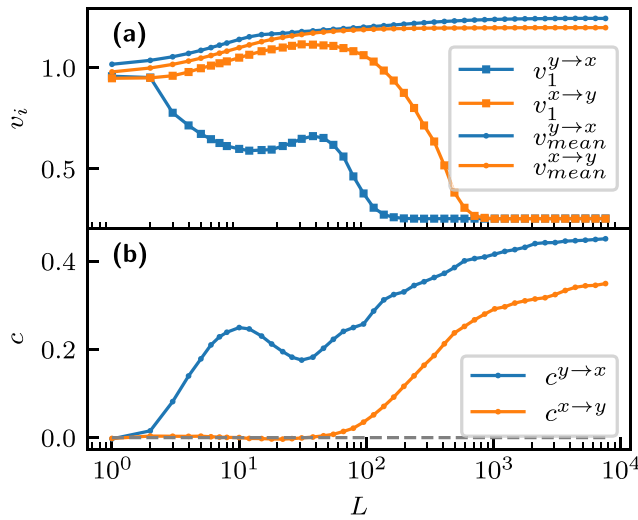 (a)
1.0
0.5
v_i
v_1^{y→x}
v_1^{x→y}
v_{mean}^{y→x}
v_{mean}^{x→y}
(b)
0.4
0.2
0.0
c
c^{y→x}
c^{x→y}
10^0 10^1 10^2 10^3 10^4
L